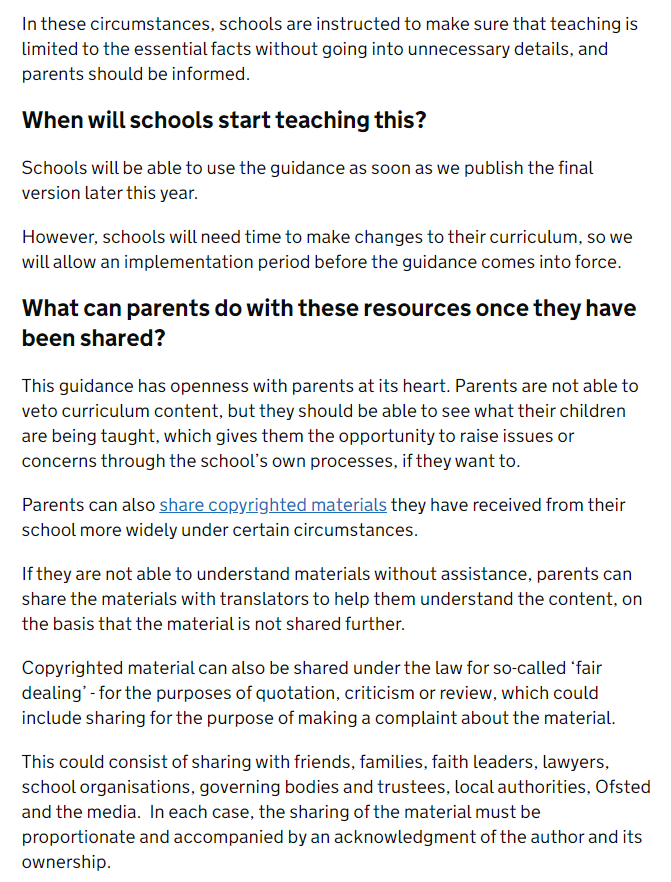 In these circumstances, schools are instructed to make sure that teaching is
limited to the essential facts without going into unnecessary details, and
parents should be informed.
When will schools start teaching this?
Schools will be able to use the guidance as soon as we publish the final
version later this year.
However, schools will need time to make changes to their curriculum, so we
will allow an implementation period before the guidance comes into force.
What can parents do with these resources once they have
been shared?
This guidance has openness with parents at its heart. Parents are not able to
veto curriculum content, but they should be able to see what their children
are being taught, which gives them the opportunity to raise issues or
concerns through the school’s own processes, if they want to.
Parents can also share copyrighted materials they have received from their
school more widely under certain circumstances.
If they are not able to understand materials without assistance, parents can
share the materials with translators to help them understand the content, on
the basis that the material is not shared further.
Copyrighted material can also be shared under the law for so-called ‘fair
dealing’ - for the purposes of quotation, criticism or review, which could
include sharing for the purpose of making a complaint about the material.
This could consist of sharing with friends, families, faith leaders, lawyers,
school organisations, governing bodies and trustees, local authorities, Ofsted
and the media.  In each case, the sharing of the material must be
proportionate and accompanied by an acknowledgment of the author and its
ownership.